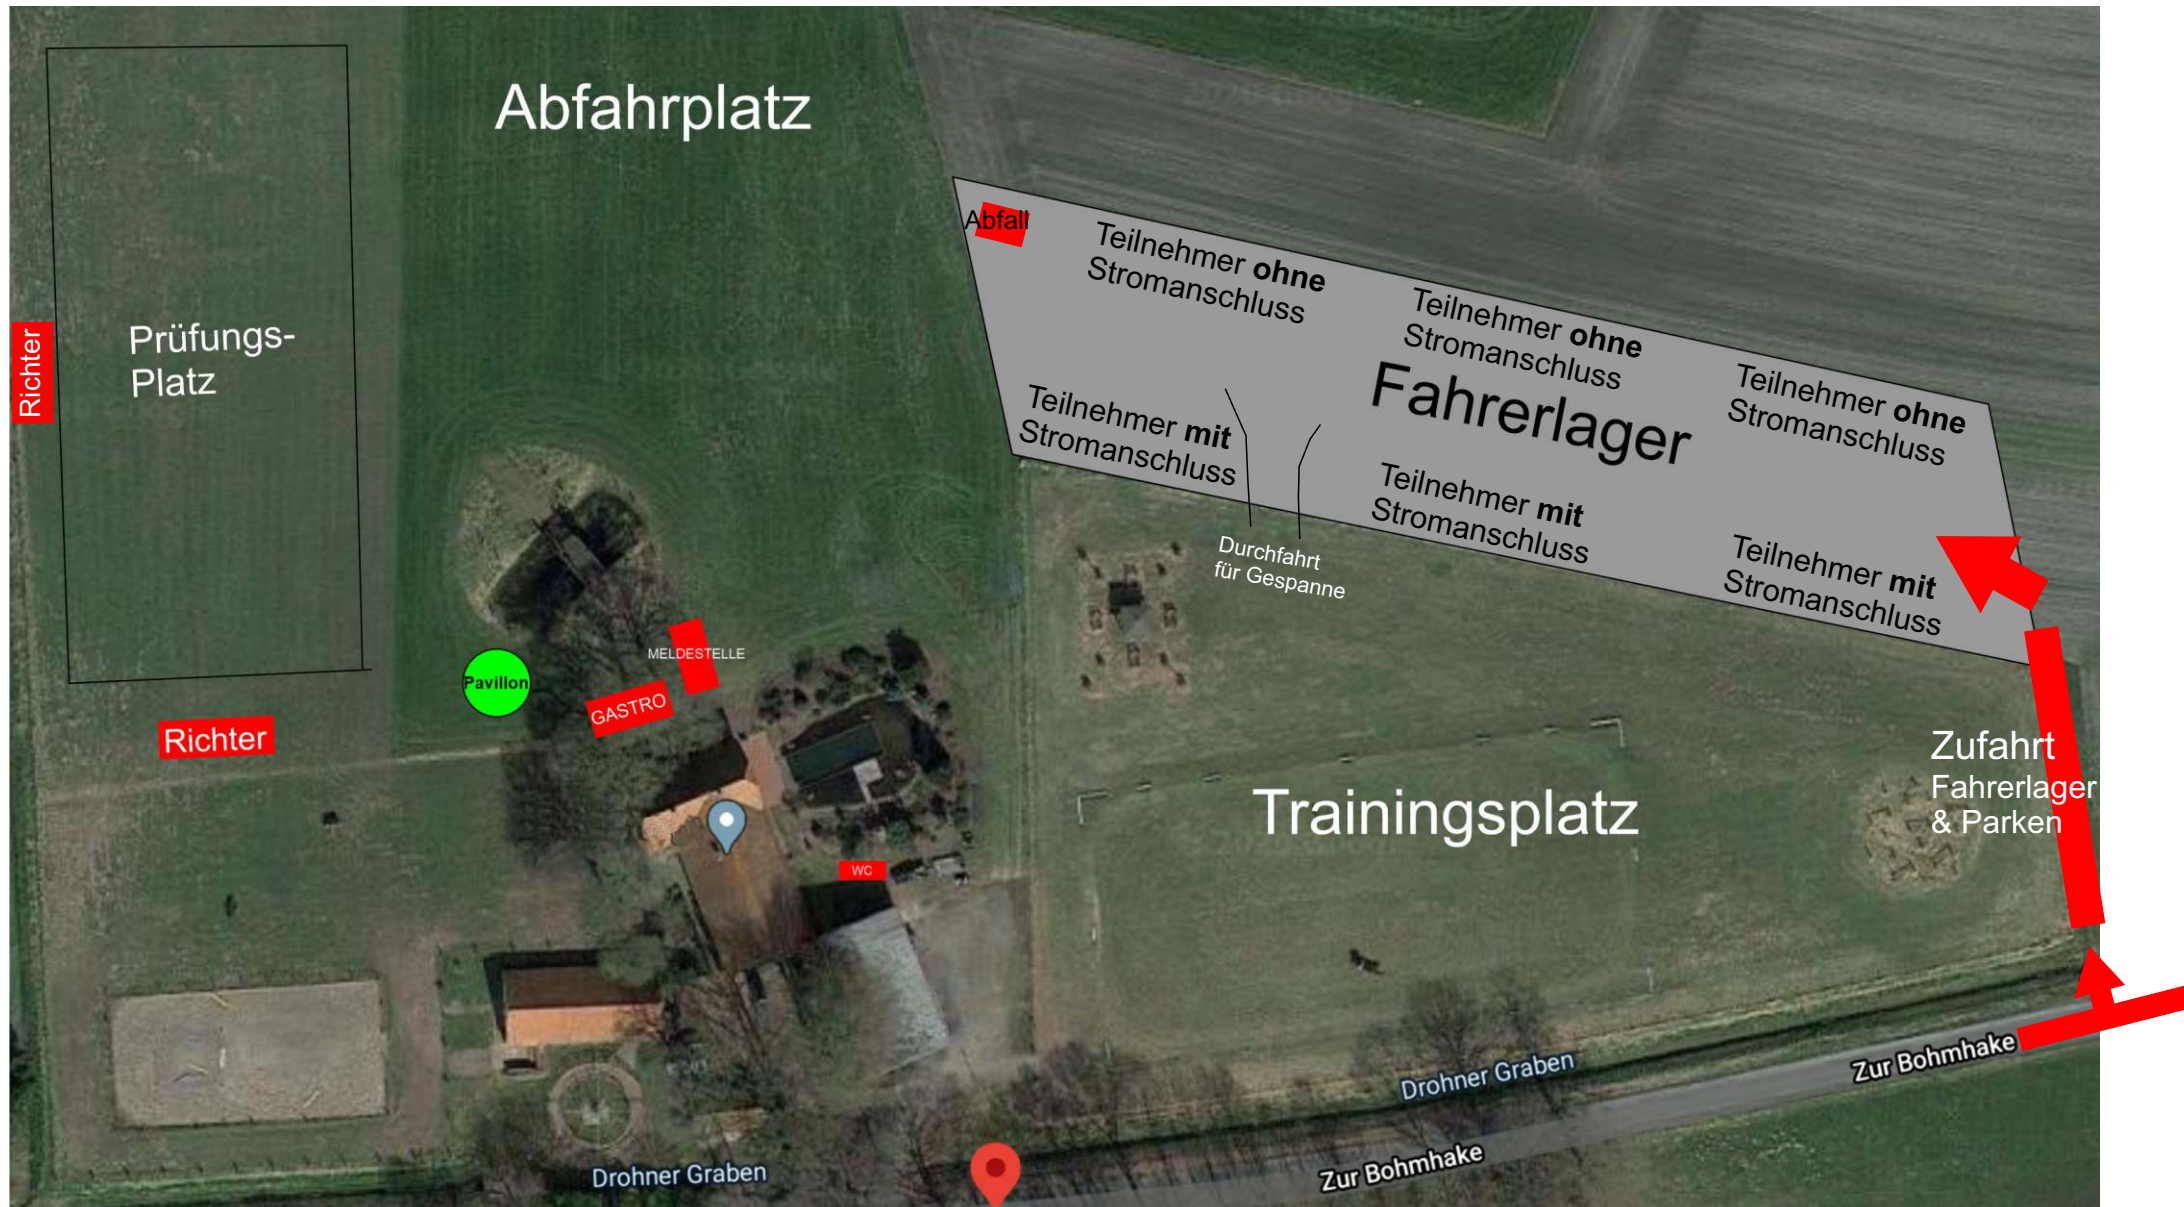 Abfahrplatz
Abfall
Teilnehmer ohne
Stromanschluss
Teilnehmer ohne
Stromanschluss
Teilnehmer ohne
Stromanschluss
Prüfungs-
Platz
Richter
Fahrerlager
Teilnehmer mit
Stromanschluss
Teilnehmer mit
Stromanschluss
Teilnehmer mit
Stromanschluss
Durchfahrt
für Gespanne
MELDESTELLE
Pavillon
GASTRO
Richter
Zufahrt
Fahrerlager
& Parken
Trainingsplatz
WC
Zur Bohmhake
Drohner Graben
Zur Bohmhake
Drohner Graben